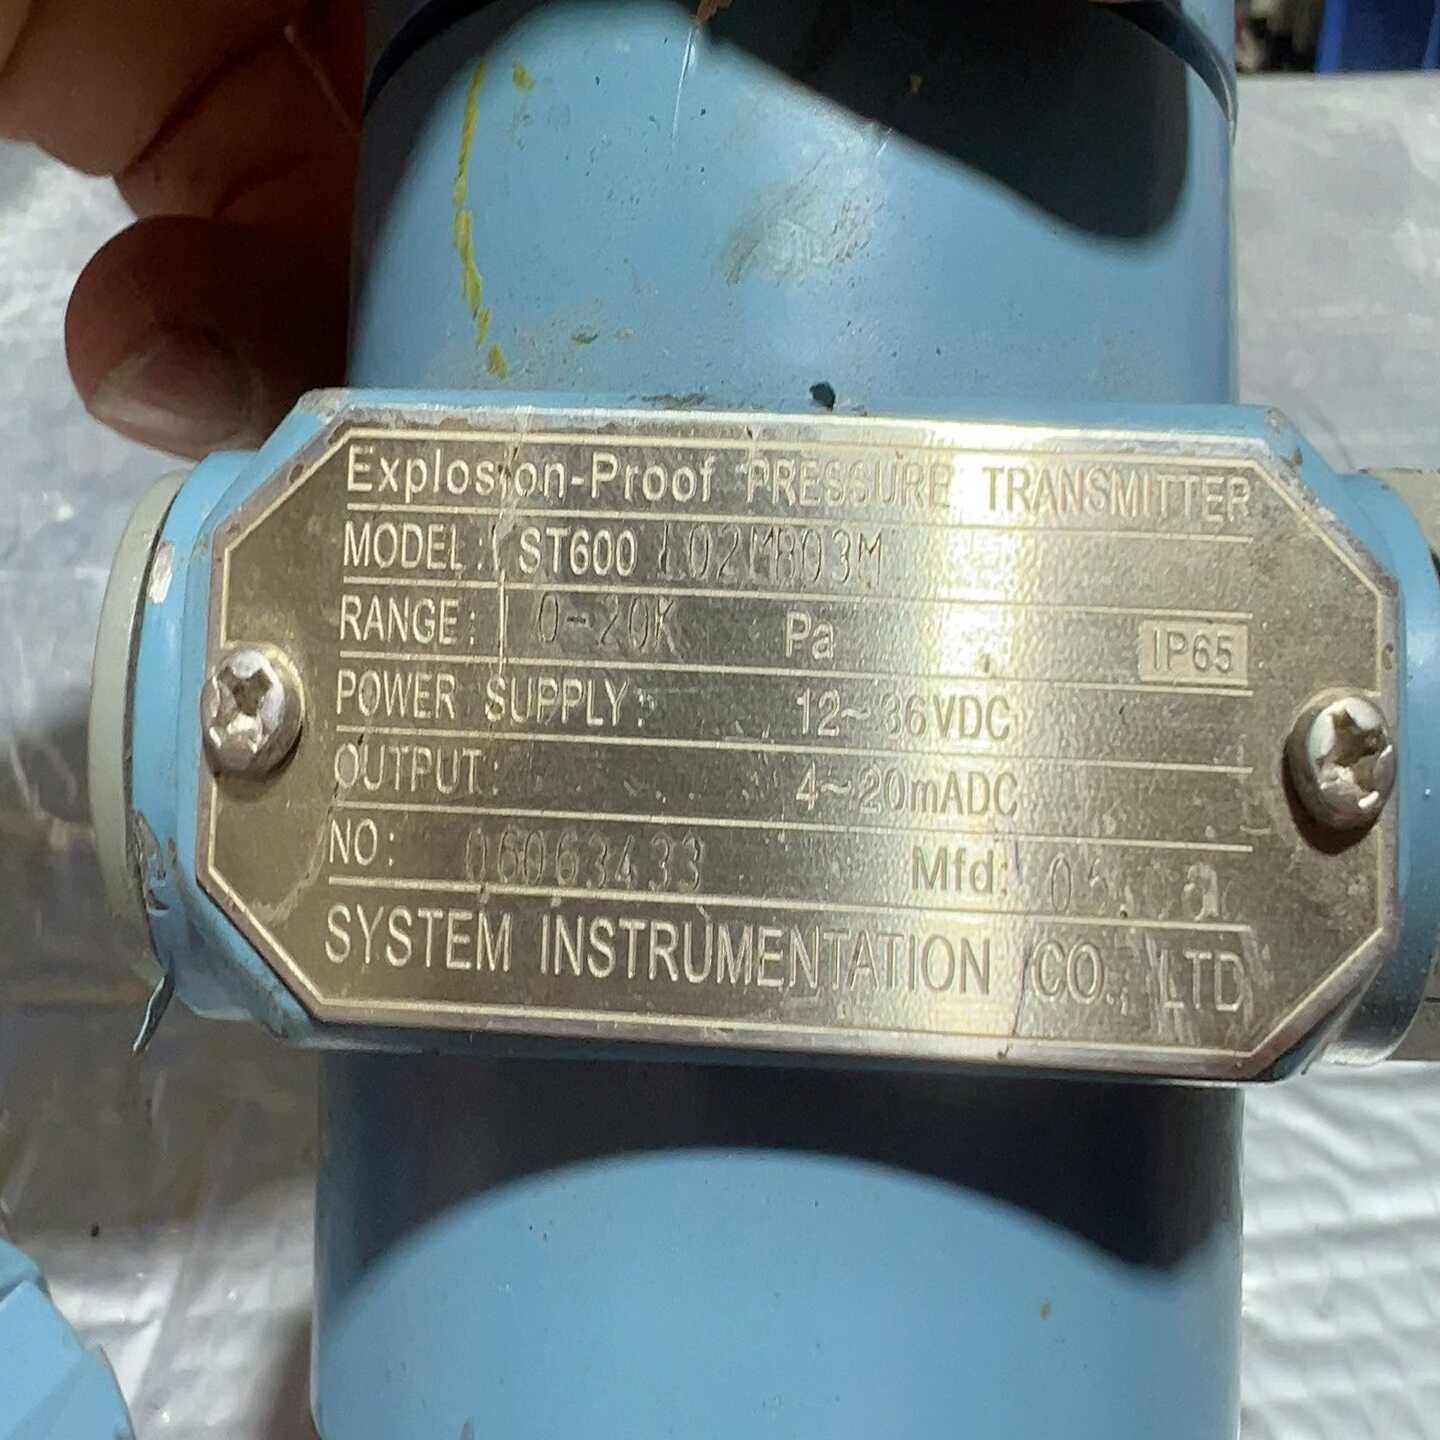 Explosion-Proof PRESSURE TRANSMITTER
MODEL: ST600 L02MB03M
RANGE: 0-20K Pa IP65
POWER SUPPLY: 12~36VDC
OUTPUT: 4~20mADC
NO: 06063433 Mfd:
SYSTEM INSTRUMENTATION CO., LTD